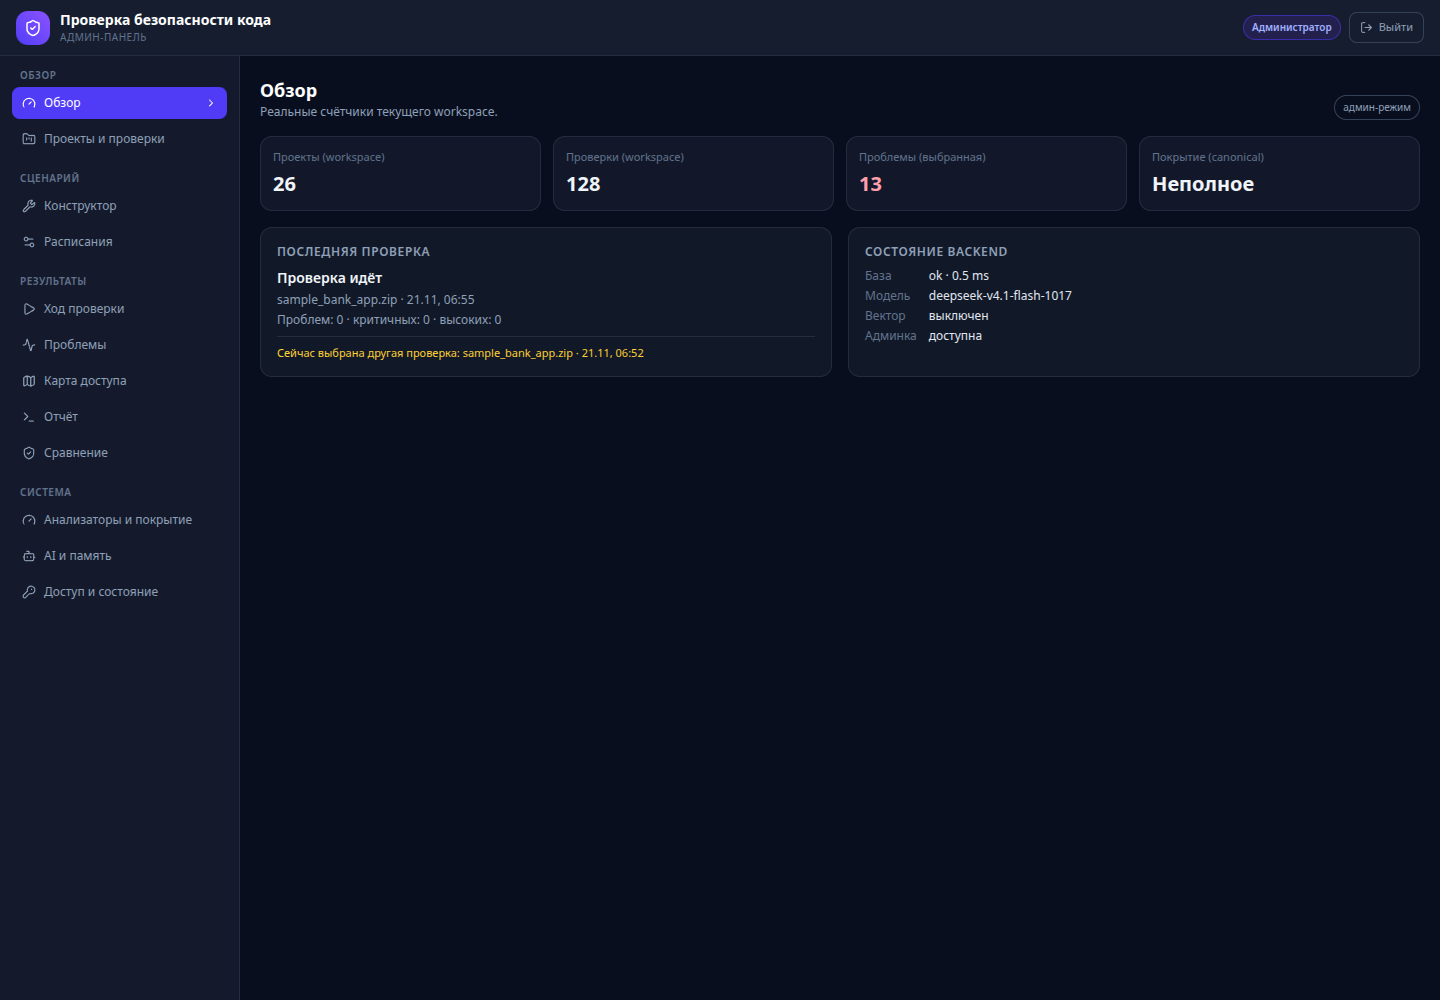 Проверка безопасности кода
АДМИН-ПАНЕЛЬ
Администратор
Выйти
ОБЗОР
Обзор
Проекты и проверки
СЦЕНАРИЙ
Конструктор
Расписания
РЕЗУЛЬТАТЫ
Ход проверки
Проблемы
Карта доступа
Отчёт
Сравнение
СИСТЕМА
Анализаторы и покрытие
AI и память
Доступ и состояние
Обзор
Реальные счётчики текущего workspace.
админ-режим
Проекты (workspace)
26
Проверки (workspace)
128
Проблемы (выбранная)
13
Покрытие (canonical)
Неполное
ПОСЛЕДНЯЯ ПРОВЕРКА
Проверка идёт
sample_bank_app.zip · 21.11, 06:55
Проблем: 0 · критичных: 0 · высоких: 0
Сейчас выбрана другая проверка: sample_bank_app.zip · 21.11, 06:52
СОСТОЯНИЕ BACKEND
База ok · 0.5 ms
Модель deepseek-v4.1-flash-1017
Вектор выключен
Админка доступна